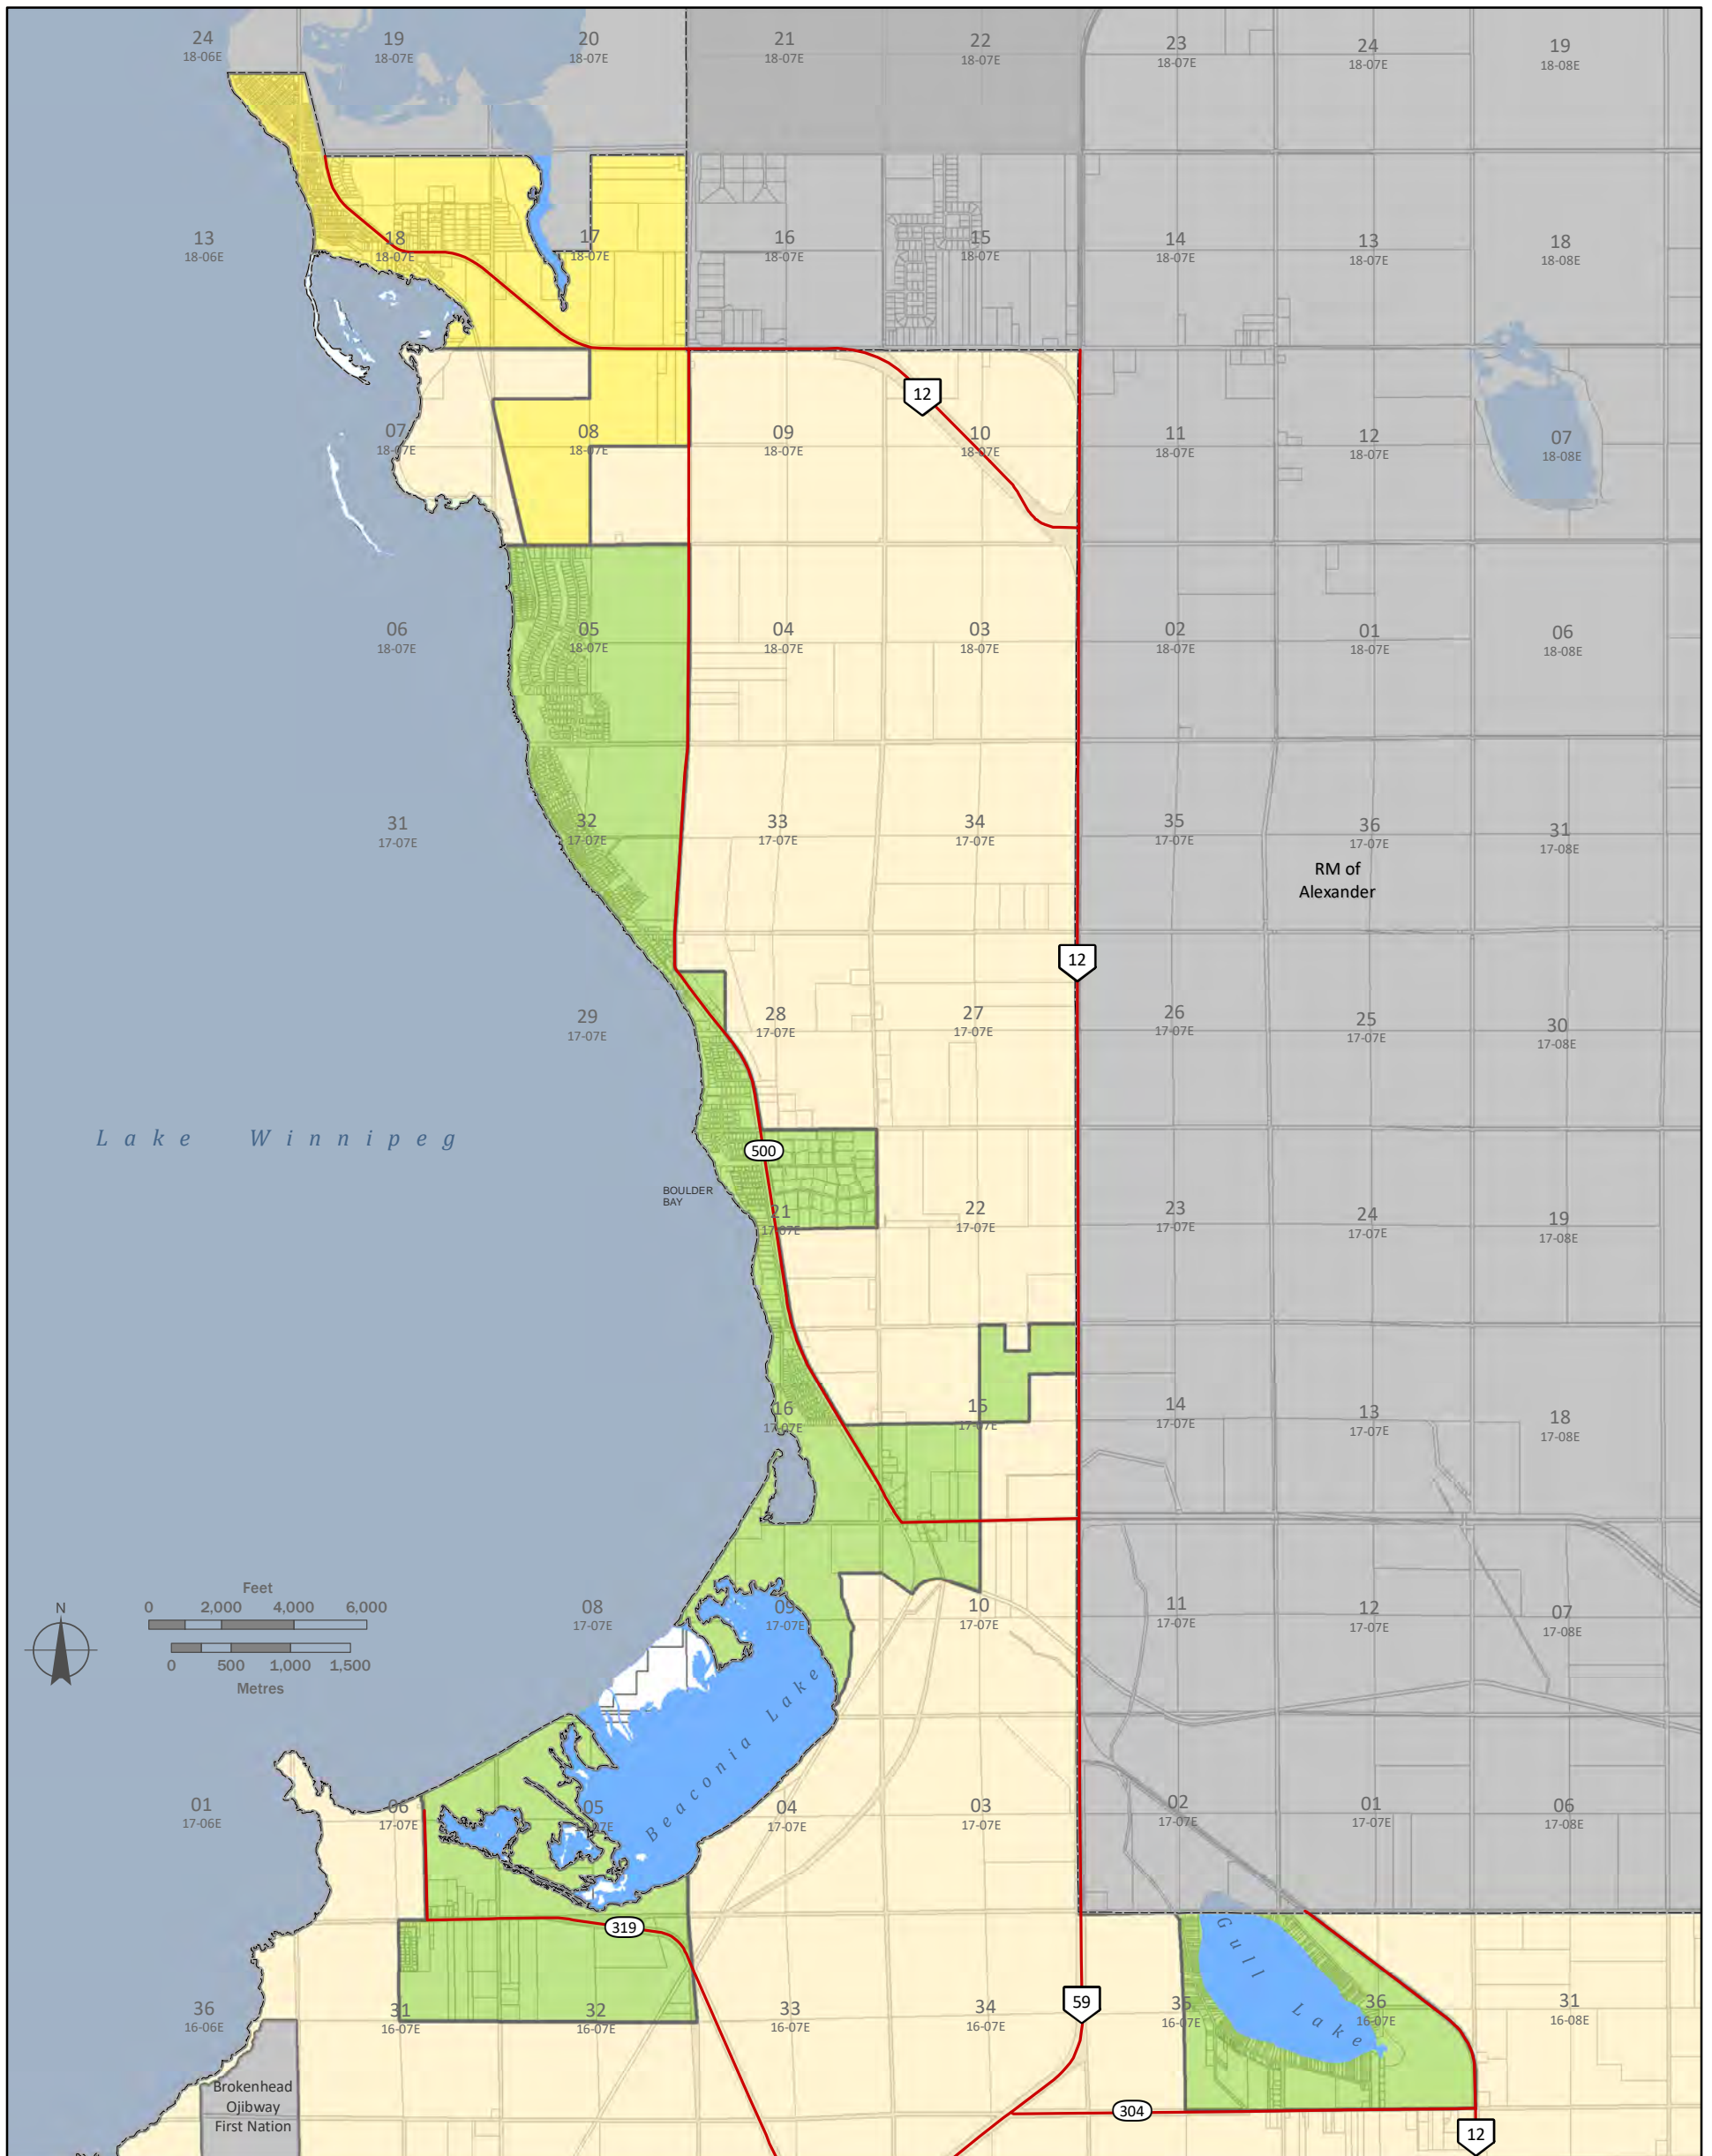 24
18-06E
19
18-07E
20
18-07E
21
18-07E
22
18-07E
23
18-07E
24
18-07E
19
18-08E
13
18-06E
18
18-07E
17
18-07E
16
18-07E
15
18-07E
14
18-07E
13
18-07E
18
18-08E
12
07
18-07E
08
18-07E
09
18-07E
10
18-07E
11
18-07E
12
18-07E
07
18-08E
06
18-07E
05
18-07E
04
18-07E
03
18-07E
02
18-07E
01
18-07E
06
18-08E
31
17-07E
32
17-07E
33
17-07E
34
17-07E
35
17-07E
36
17-07E
31
17-08E
RM of
Alexander
12
29
17-07E
28
17-07E
27
17-07E
26
17-07E
25
17-07E
30
17-08E
Lake Winnipeg
500
BOULDER
BAY
21
17-07E
22
17-07E
23
17-07E
24
17-07E
19
17-08E
16
17-07E
15
17-07E
14
17-07E
13
17-07E
18
17-08E
Feet
0 2,000 4,000 6,000
0 500 1,000 1,500
Metres
N
08
17-07E
09
17-07E
10
17-07E
11
17-07E
12
17-07E
07
17-08E
Beaconia Lake
01
17-06E
06
17-07E
05
17-07E
04
17-07E
03
17-07E
02
17-07E
01
17-07E
06
17-08E
319
Gull Lake
36
16-06E
31
16-07E
32
16-07E
33
16-07E
34
16-07E
59
35
16-07E
36
16-07E
31
16-08E
Brokenhead
Ojibway
First Nation
304
12